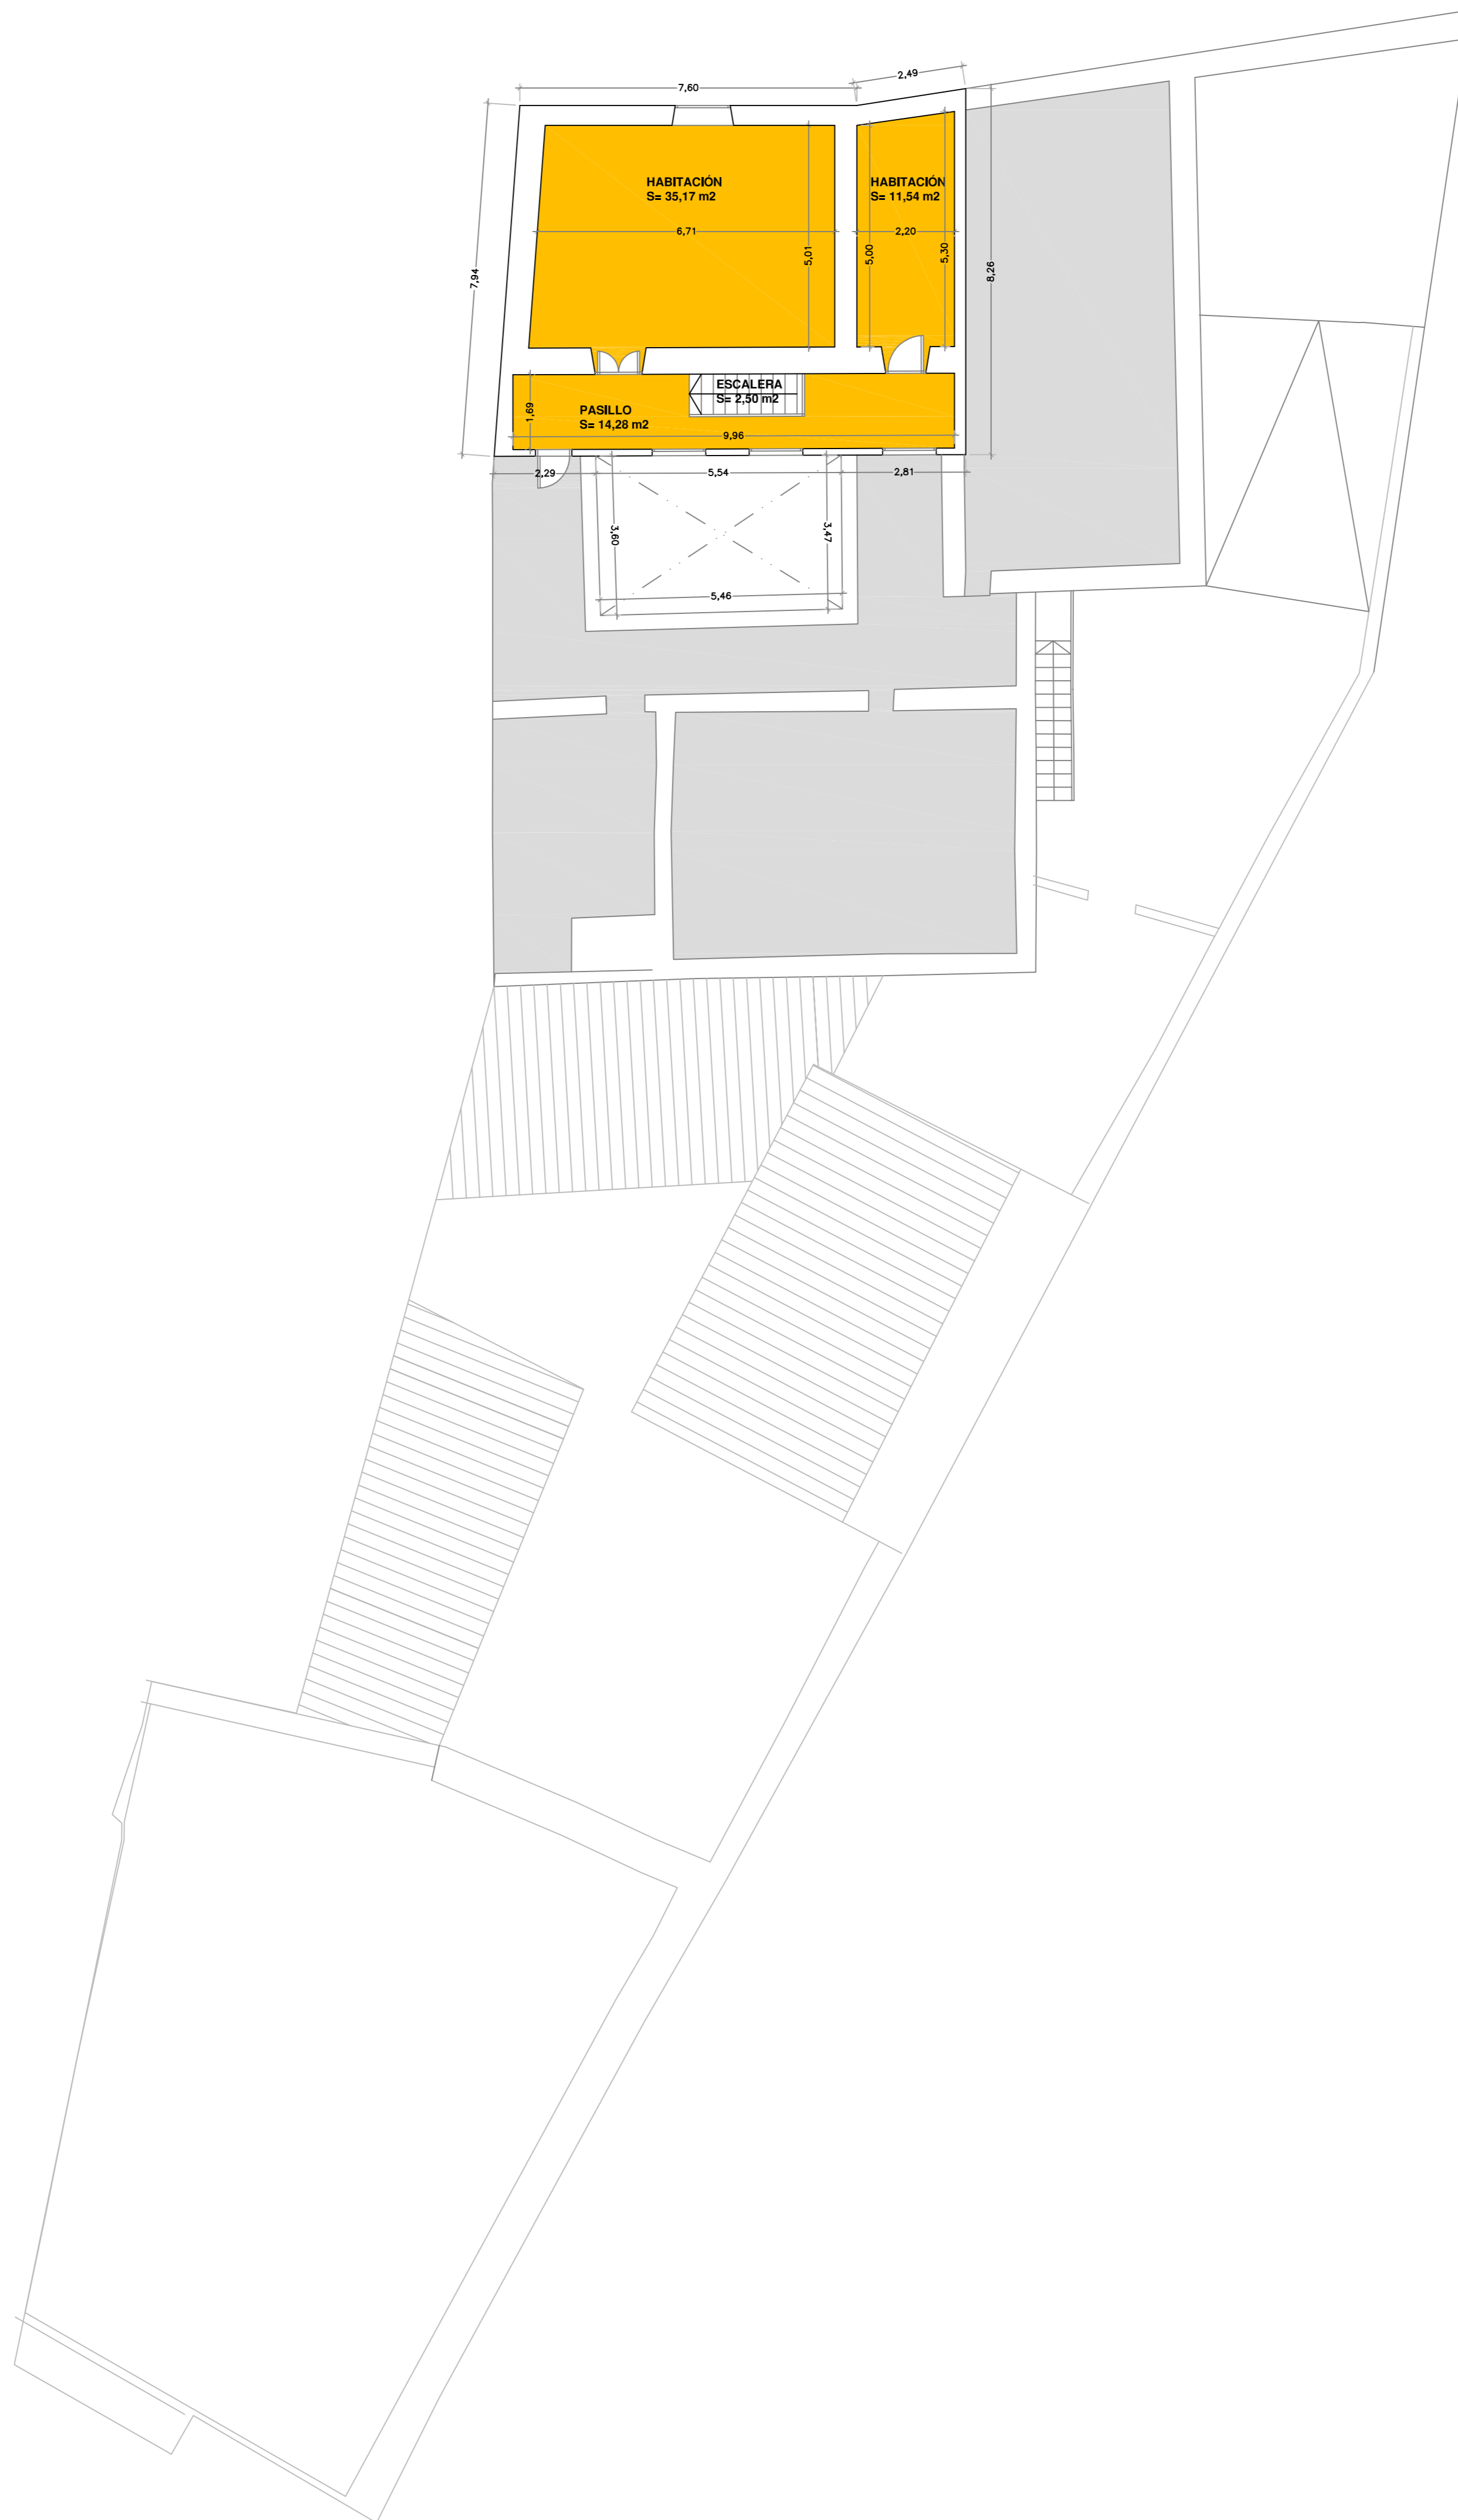 2,49
7,60
HABITACIÓN
S= 35,17 m2
HABITACIÓN
S= 11,54 m2
6,71
2,20
5,01
5,00
5,30
8,26
7,94
ESCALERA
S= 2,50 m2
PASILLO
S= 14,28 m2
1,69
9,96
2,29
5,54
2,81
3,60
3,47
5,46